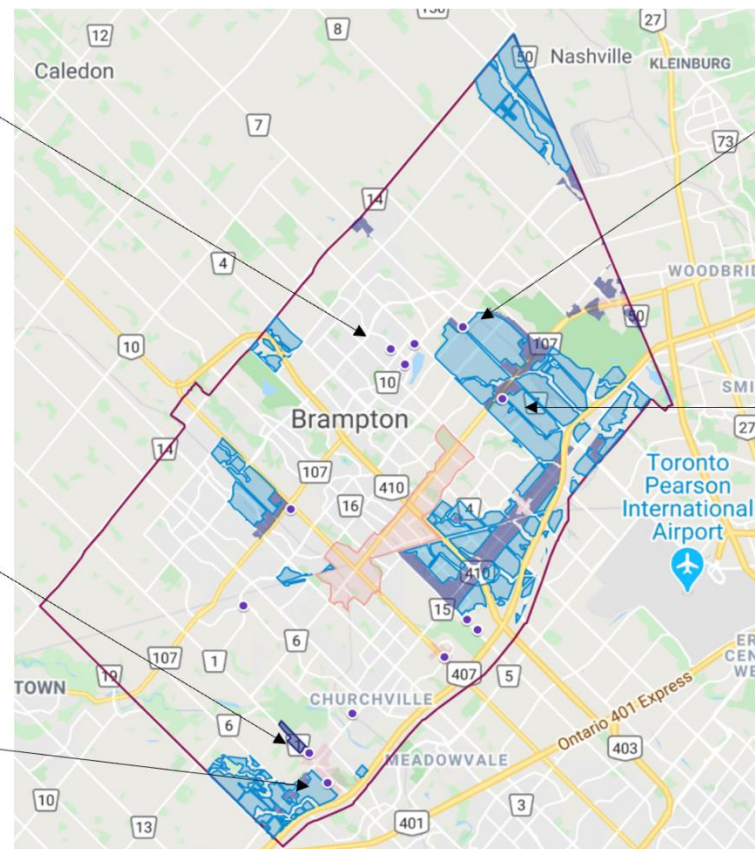 12
8
27
50
Nashville
KLEINBURG
Caledon
7
73
14
4
WOODBRID
50
107
10
10
SMI
27
Brampton
14
107
410
16
4
Toronto
Pearson
International
Airport
410
15
6
107
1
19
407
5
TOWN
CHURCHVILLE
6
Ontario 401 Express
403
MEADOWVALE
10
13
401
3